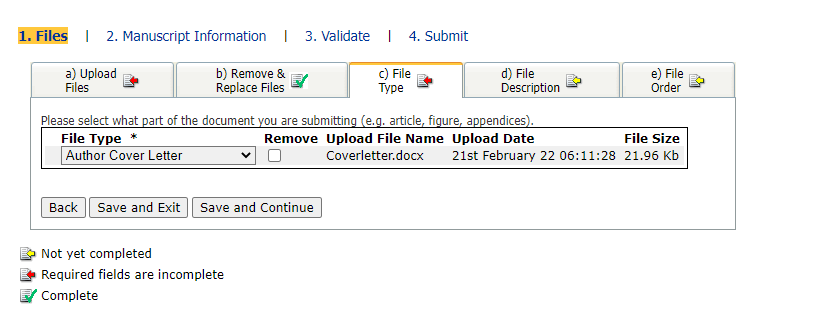 1. Files | 2. Manuscript Information | 3. Validate | 4. Submit
a) Upload Files
b) Remove & Replace Files
c) File Type
d) File Description
e) File Order
Please select what part of the document you are submitting (e.g. article, figure, appendices).
File Type * Remove Upload File Name Upload Date File Size
Author Cover Letter Coverletter.docx 21st February 22 06:11:28 21.96 Kb
Back Save and Exit Save and Continue
Not yet completed
Required fields are incomplete
Complete